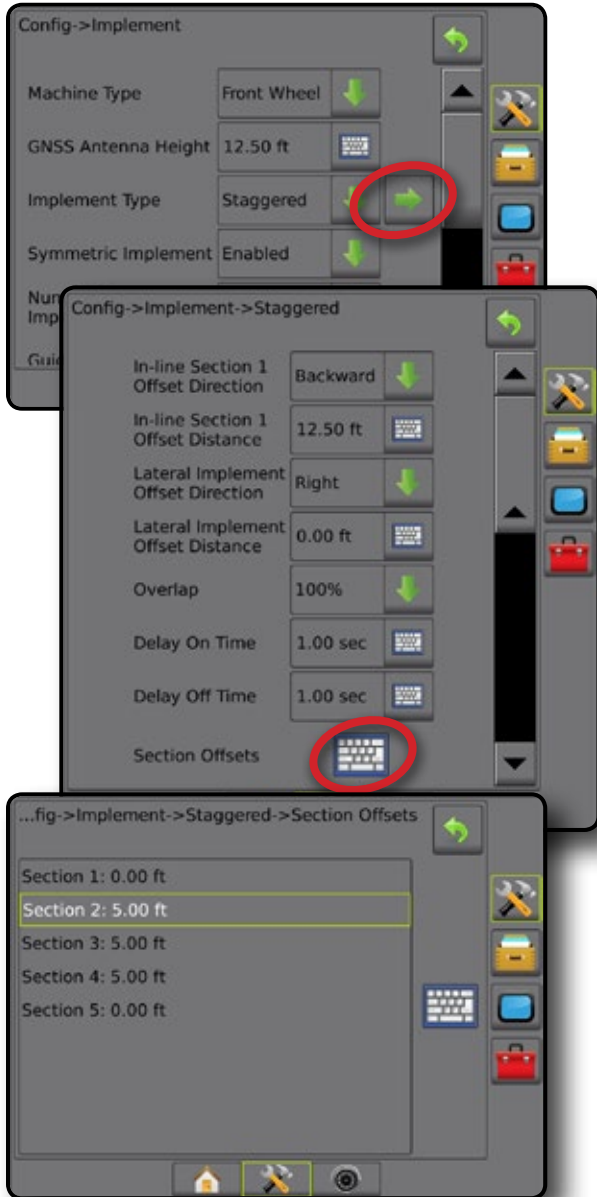 Config->Implement
Machine Type
Front Wheel
GNSS Antenna Height
12.50 ft
Implement Type
Staggered
Symmetric Implement
Enabled
Num
Imp
Guid
Config->Implement->Staggered
In-line Section 1
Offset Direction
Backward
In-line Section 1
Offset Distance
12.50 ft
Lateral Implement
Offset Direction
Right
Lateral Implement
Offset Distance
0.00 ft
Overlap
100%
Delay On Time
1.00 sec
Delay Off Time
1.00 sec
Section Offsets
...fig->Implement->Staggered->Section Offsets
Section 1: 0.00 ft
Section 2: 5.00 ft
Section 3: 5.00 ft
Section 4: 5.00 ft
Section 5: 0.00 ft